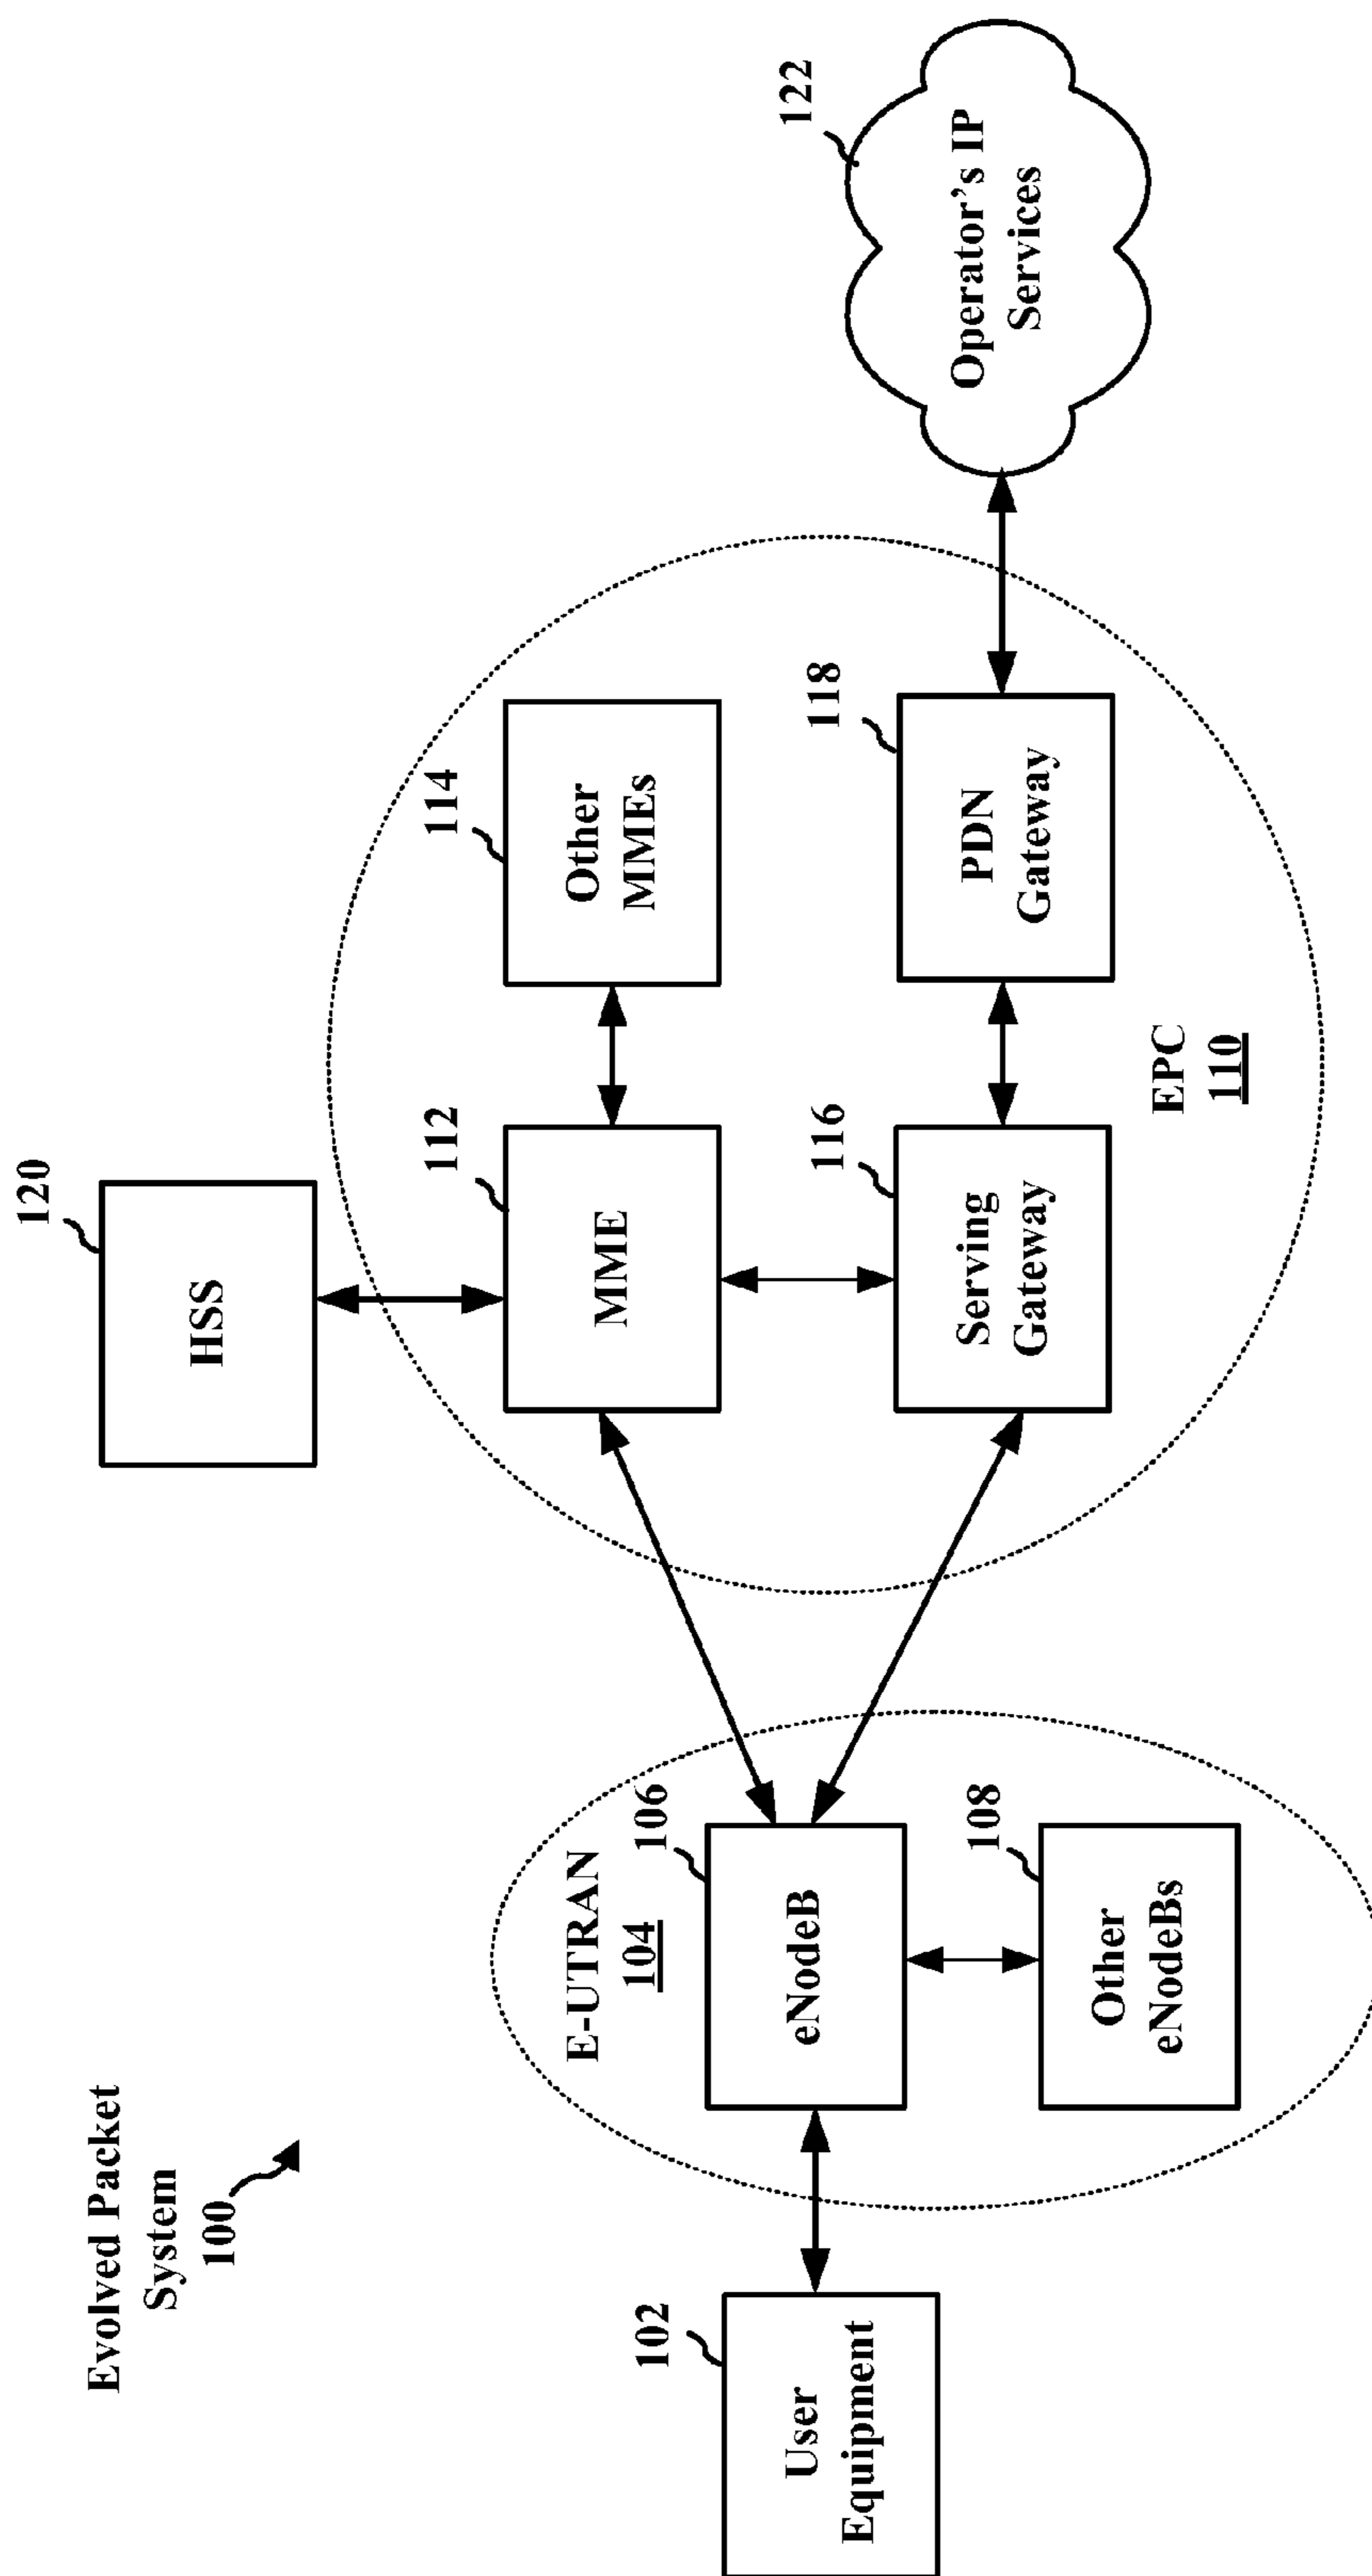 Evolved Packet
System
100
120
HSS
112
MME
114
Other
MMEs
E-UTRAN
104
106
eNodeB
102
User
Equipment
116
Serving
Gateway
118
PDN
Gateway
122
Operator's IP
Services
108
Other
eNodeBs
EPC
110